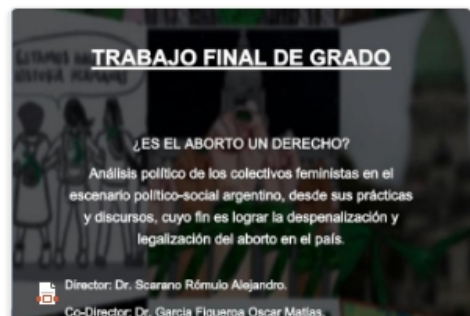 TRABAJO FINAL DE GRADO
¿ES EL ABORTO UN DERECHO?
Análisis político de los colectivos feministas en el
escenario político-social argentino, desde sus prácticas
y discursos, cuyo fin es lograr la despenalización y
legalización del aborto en el país.
Director: Dr. Scarano Rómulo Alejandro.
Co-Director: Dr. García Figueroa Oscar Matías.